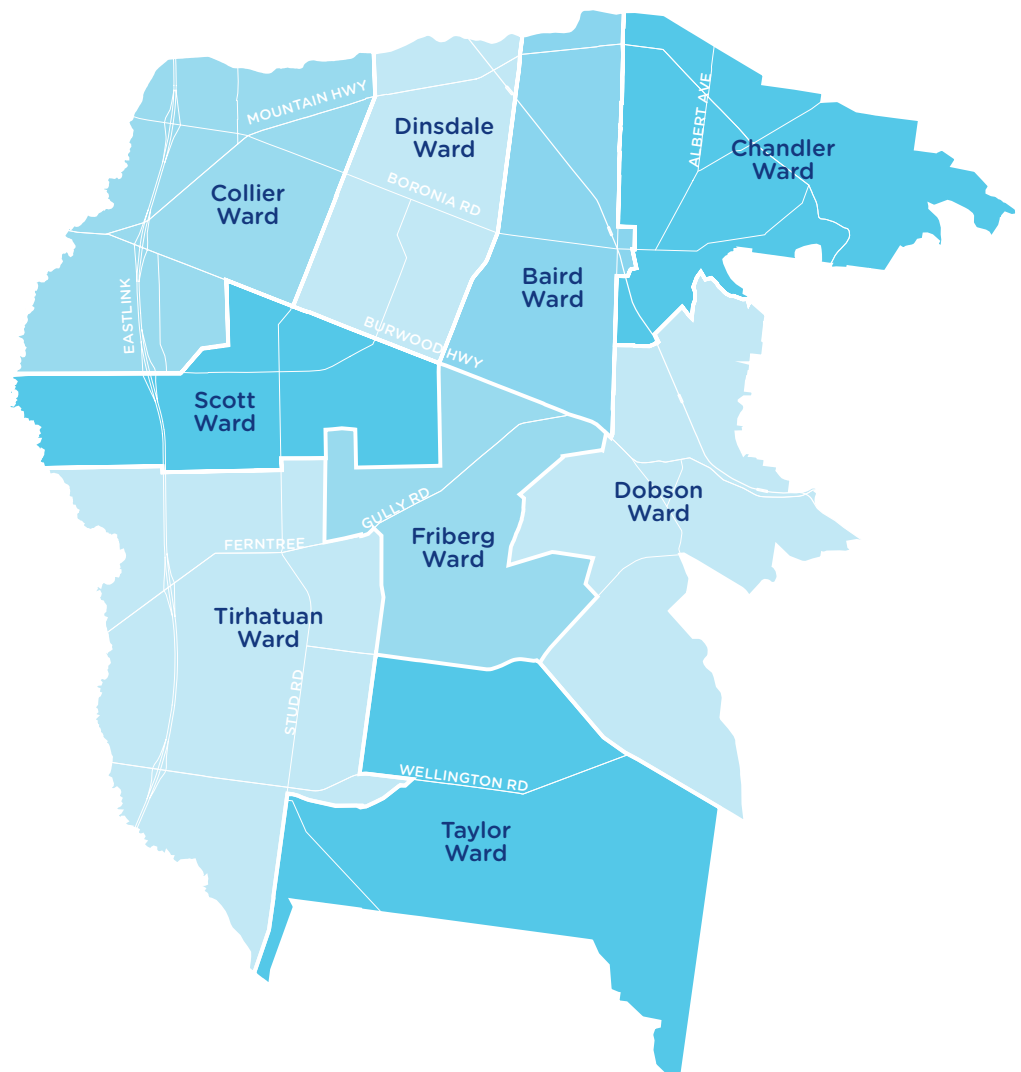 MOUNTAIN HWY
ALBERT AVE
Dinsdale
Ward
Chandler
Ward
Collier
Ward
BORONIA RD
Baird
Ward
EASTLINK
BURWOOD HWY
Scott
Ward
Dobson
Ward
GULLY RD
FERNTREE
Friberg
Ward
Tirhatuan
Ward
STUD RD
WELLINGTON RD
Taylor
Ward